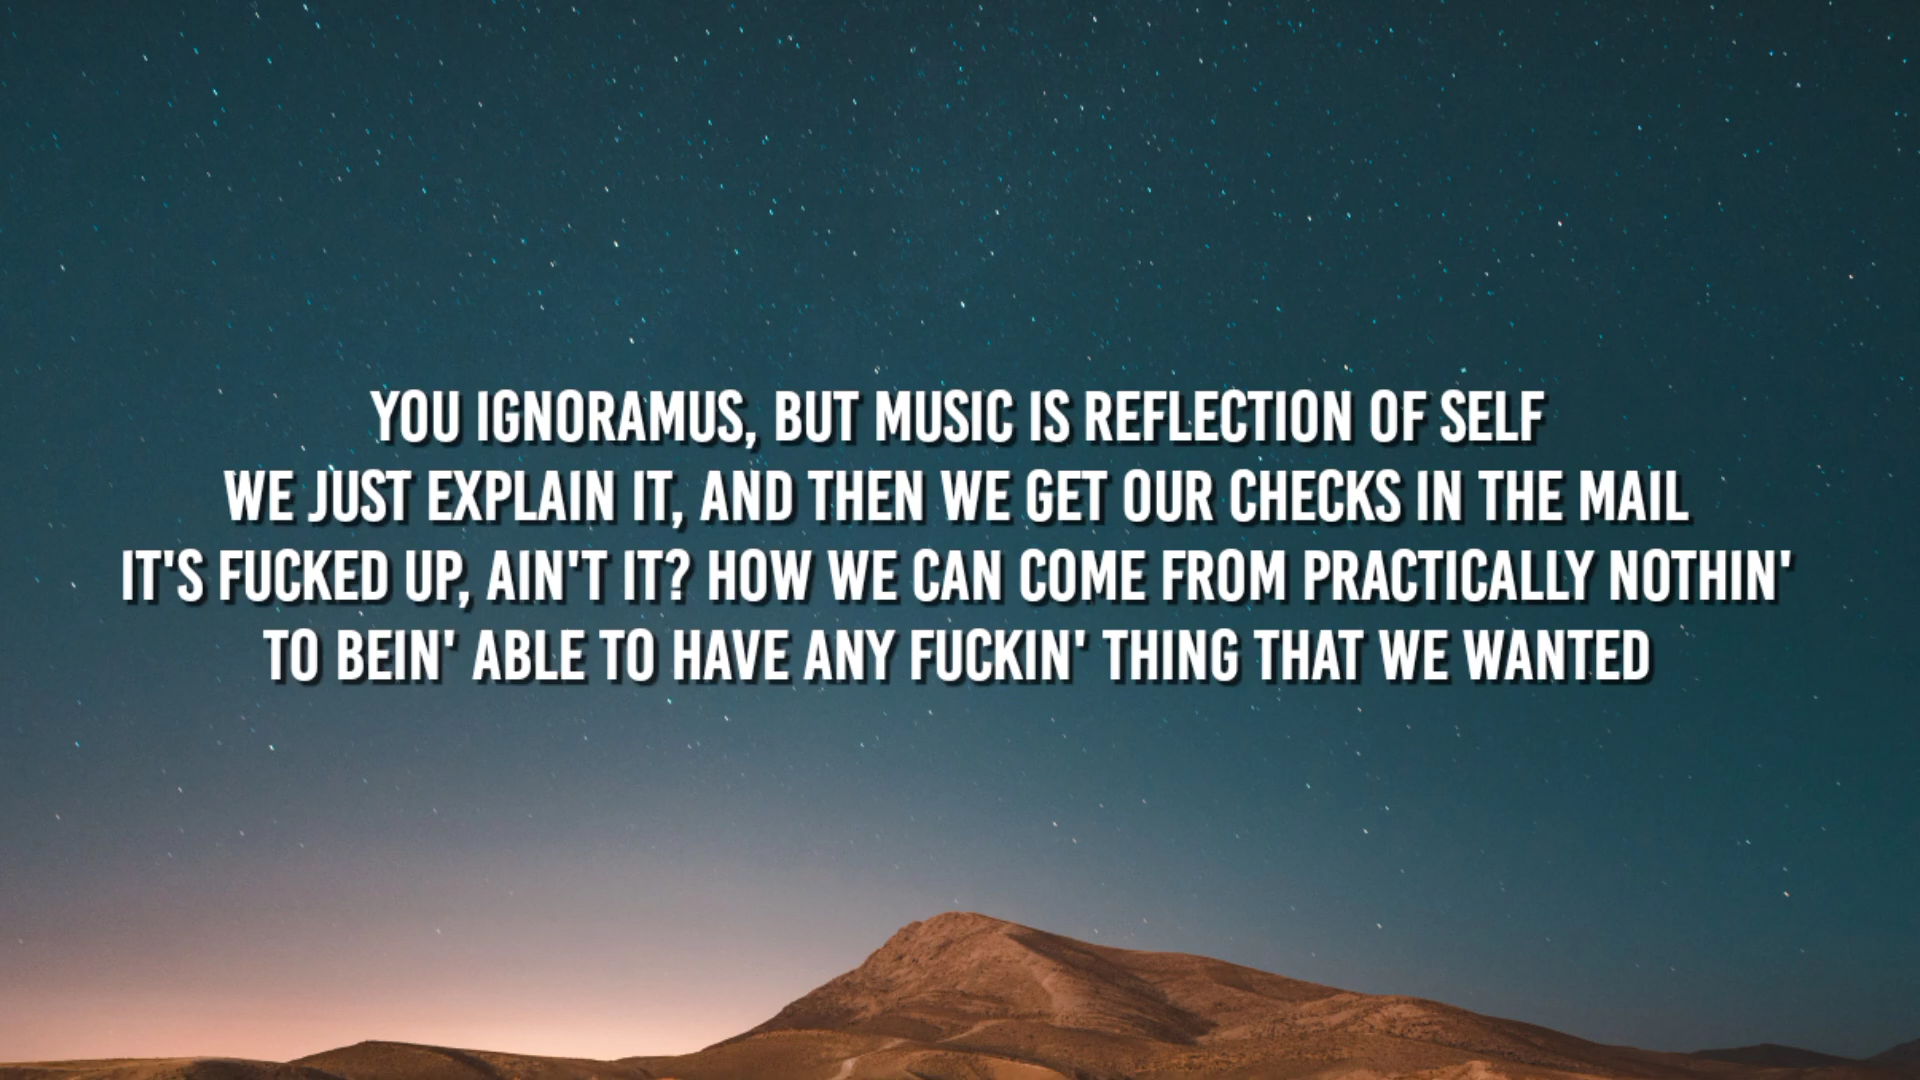 YOU IGNORAMUS, BUT MUSIC IS REFLECTION OF SELF
WE JUST EXPLAIN IT, AND THEN WE GET OUR CHECKS IN THE MAIL
IT'S FUCKED UP, AIN'T IT? HOW WE CAN COME FROM PRACTICALLY NOTHIN'
TO BEIN' ABLE TO HAVE ANY FUCKIN' THING THAT WE WANTED